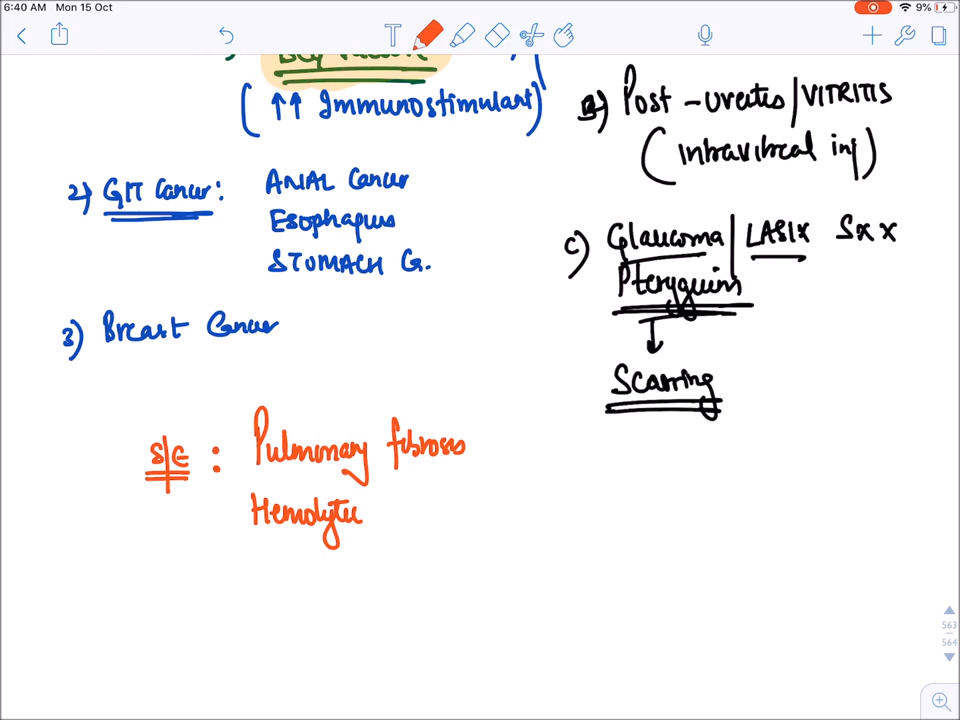 6:40 AM Mon 15 Oct
9%
(↑↑ Immunostimulant)
2) GIT Cancer:
ANAL Cancer
Esophagus
STOMACH G.
3) Breast Cancer
S/E : Pulmonary fibroses
Hemolytic
B) Post - uveitis / VITRITIS
(Intravitreal inj)
C) Glaucoma / LASIK Sx x
Pterygium
↓
Scarring
563
564